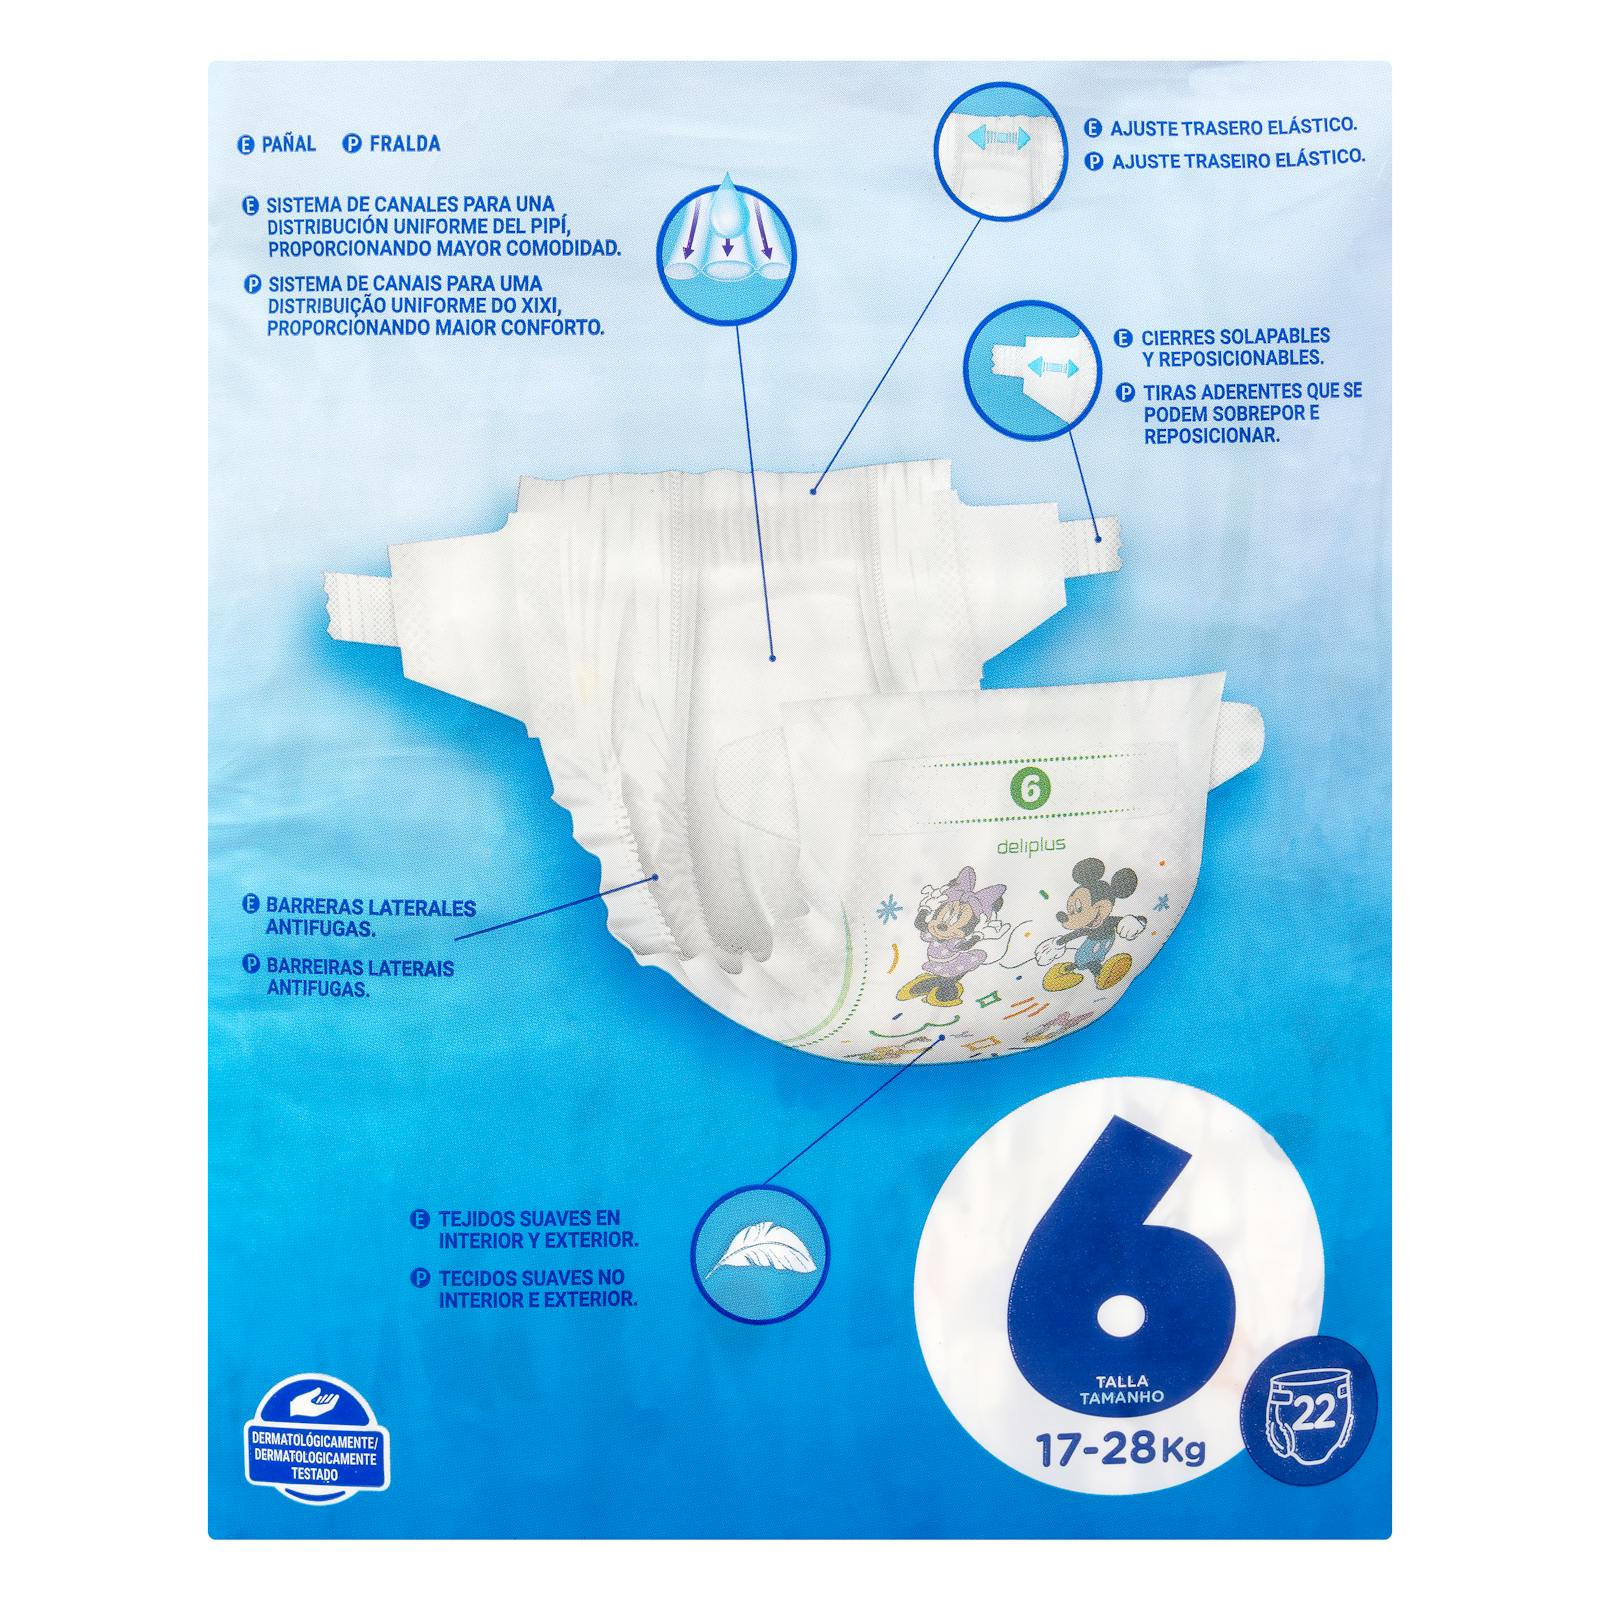 E PAÑAL P FRALDA
E SISTEMA DE CANALES PARA UNA
DISTRIBUCIÓN UNIFORME DEL PIPÍ,
PROPORCIONANDO MAYOR COMODIDAD.
P SISTEMA DE CANAIS PARA UMA
DISTRIBUIÇÃO UNIFORME DO XIXI,
PROPORCIONANDO MAIOR CONFORTO.
E AJUSTE TRASERO ELÁSTICO.
P AJUSTE TRASEIRO ELÁSTICO.
E CIERRES SOLAPABLES
Y REPOSICIONABLES.
P TIRAS ADERENTES QUE SE
PODEM SOBREPOR E
REPOSICIONAR.
6
deliplus
E BARRERAS LATERALES
ANTIFUGAS.
P BARREIRAS LATERAIS
ANTIFUGAS.
E TEJIDOS SUAVES EN
INTERIOR Y EXTERIOR.
P TECIDOS SUAVES NO
INTERIOR E EXTERIOR.
6
TALLA
TAMANHO
17-28Kg
22
DERMATOLÓGICAMENTE/
DERMATOLOGICAMENTE
TESTADO